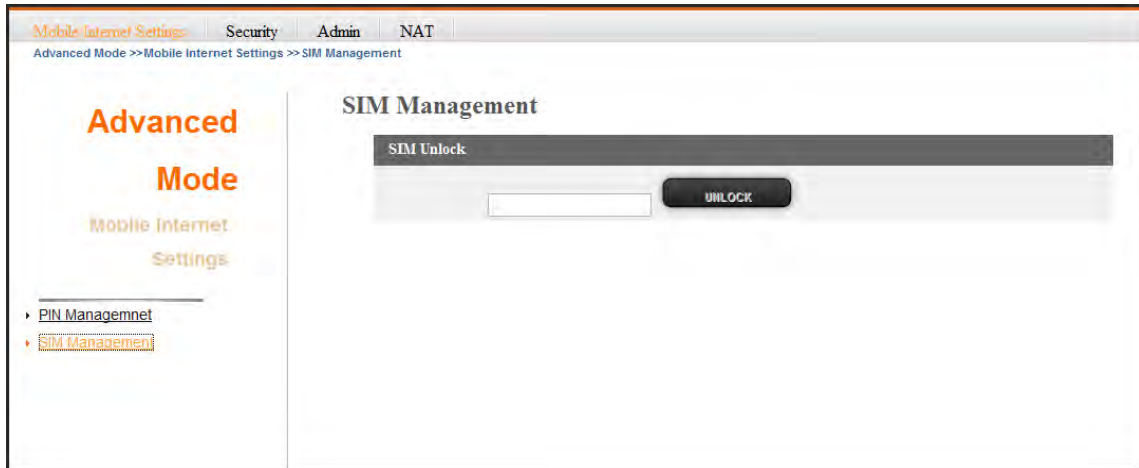 Mobile Internet Settings Security Admin NAT
Advanced Mode >>Mobile Internet Settings >>SIM Management
Advanced
Mode
Mobile Internet
Settings
PIN Managemnet
SIM Management
SIM Management
SIM Unlock
UNLOCK